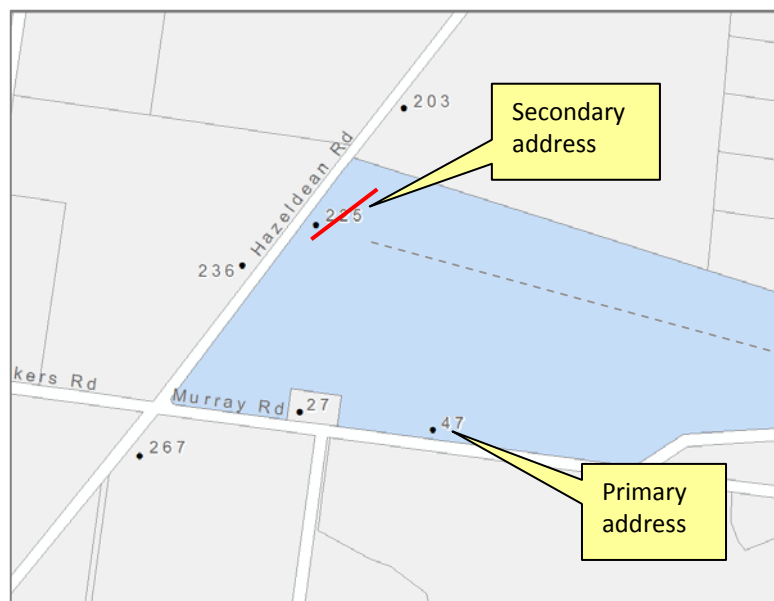 203
Secondary
address
Hazeldean Rd
225
236
kers Rd
Murray Rd
27
47
267
Primary
address